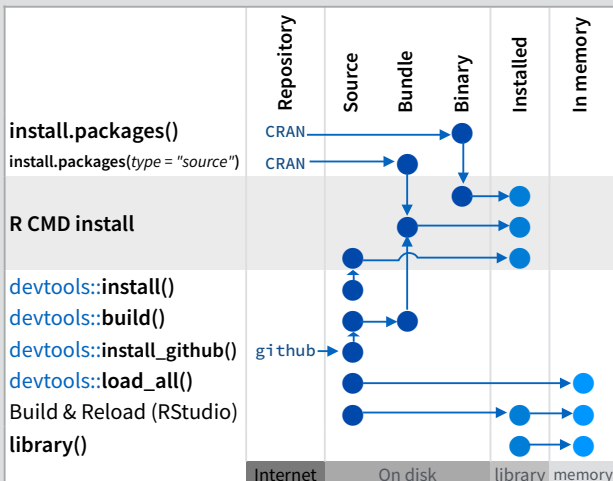 Repository Source Bundle Binary Installed In memory
install.packages() CRAN
install.packages(type = "source") CRAN
R CMD install
devtools::install()
devtools::build()
devtools::install_github() github
devtools::load_all()
Build & Reload (RStudio)
library()
Internet On disk library memory